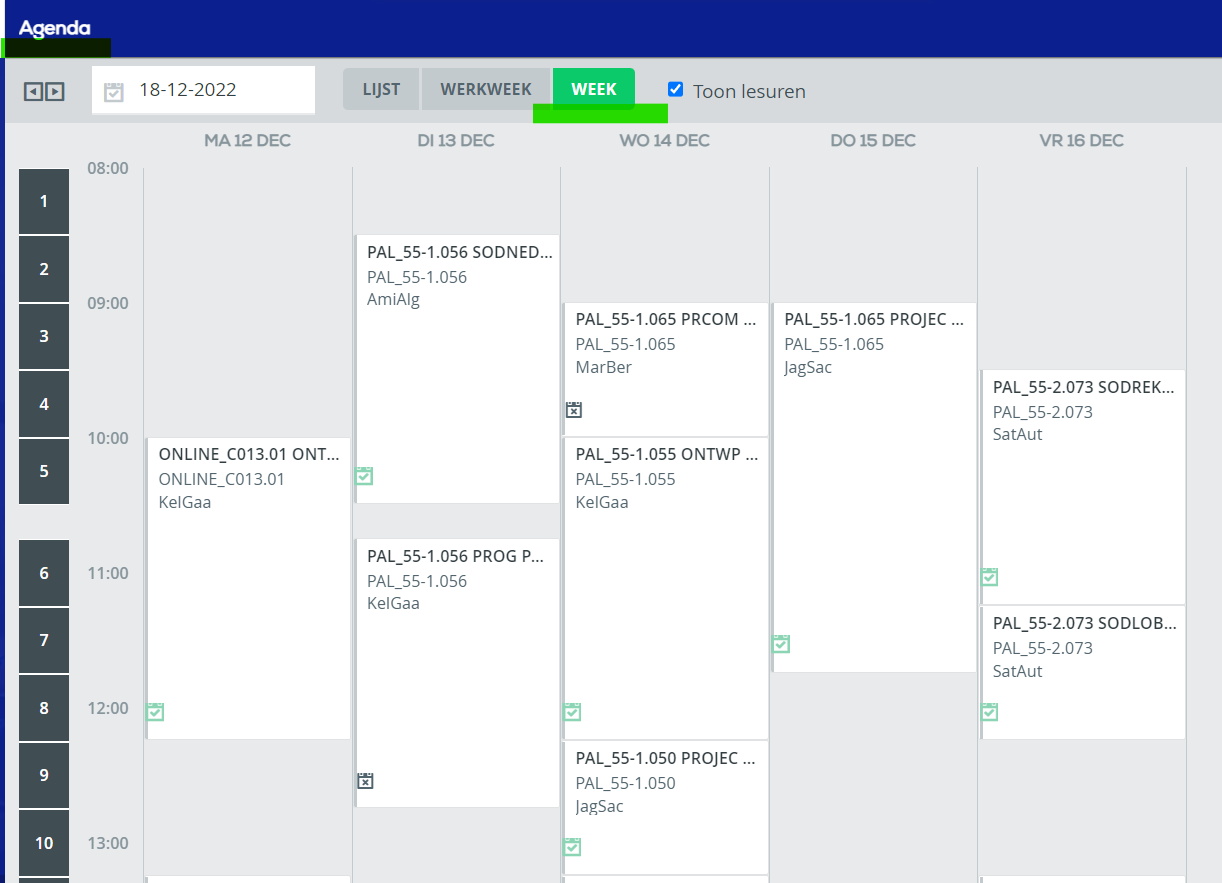 Agenda
18-12-2022
LIJST
WERKWEEK
WEEK
Toon lesuren
MA 12 DEC
DI 13 DEC
WO 14 DEC
DO 15 DEC
VR 16 DEC
1
2
3
4
5
6
7
8
9
10
08:00
09:00
10:00
11:00
12:00
13:00
ONLINE_C013.01 ONT...
ONLINE_C013.01
KelGaa
PAL_55-1.056 SODNED...
PAL_55-1.056
AmiAlg
PAL_55-1.056 PROG P...
PAL_55-1.056
KelGaa
PAL_55-1.065 PRCOM ...
PAL_55-1.065
MarBer
PAL_55-1.055 ONTWP ...
PAL_55-1.055
KelGaa
PAL_55-1.050 PROJEC ...
PAL_55-1.050
JagSac
PAL_55-1.065 PROJEC ...
PAL_55-1.065
JagSac
PAL_55-2.073 SODREK...
PAL_55-2.073
SatAut
PAL_55-2.073 SODLOB...
PAL_55-2.073
SatAut